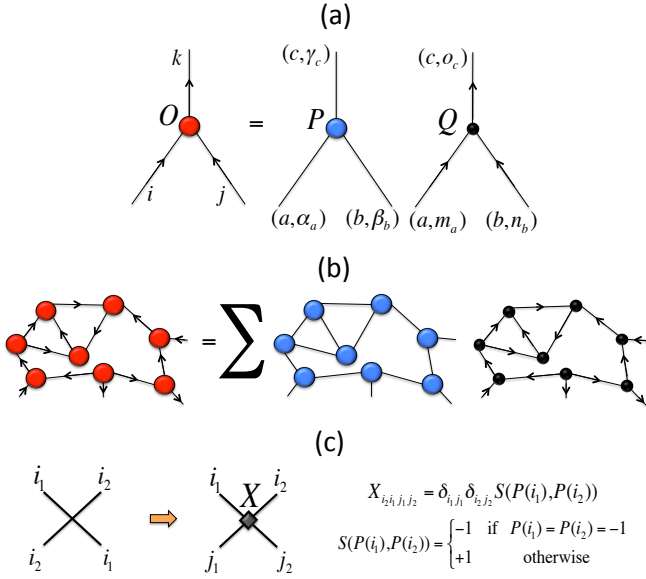 (a)
k (c,γ_c) (c,o_c)
O = P Q
i j (a,α_a) (b,β_b) (a,m_a) (b,n_b)
(b)
= ∑
(c)
i_1 i_2 i_1 X i_2 X_{i_2 i_1 j_1 j_2} = δ_{i_1 j_1} δ_{i_2 j_2} S(P(i_1),P(i_2))
i_2 i_1 j_1 j_2 S(P(i_1),P(i_2)) = { −1 if P(i_1) = P(i_2) = −1
+1 otherwise